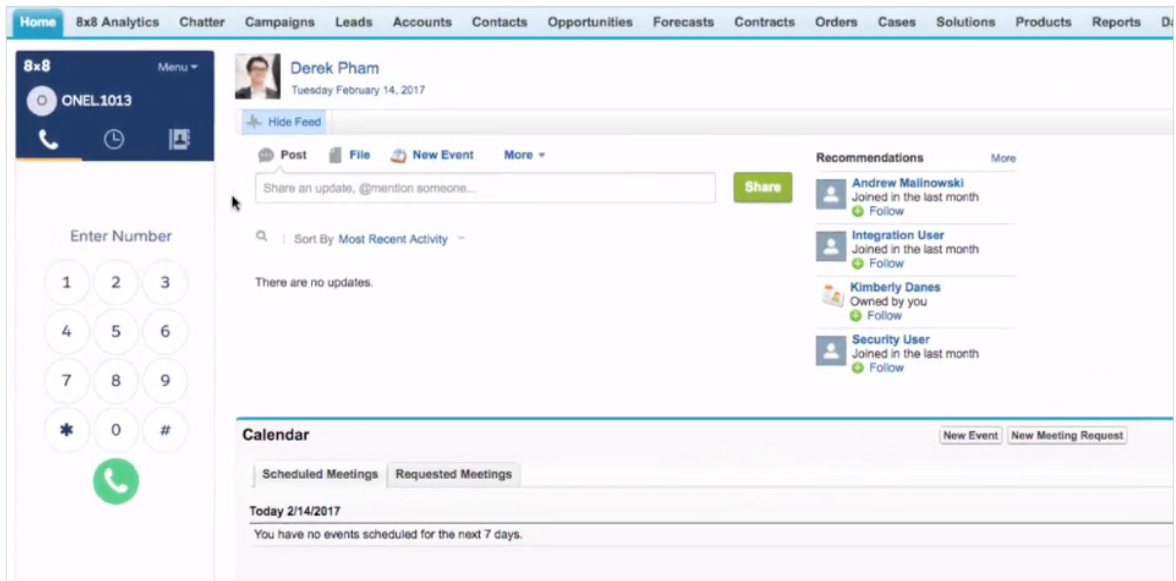 Home 8x8 Analytics Chatter Campaigns Leads Accounts Contacts Opportunities Forecasts Contracts Orders Cases Solutions Products Reports
8x8 Menu
O ONEL1013
Enter Number
1 2 3
4 5 6
7 8 9
* 0 #
Derek Pham
Tuesday February 14, 2017
Hide Feed
Post File New Event More
Share an update, @mention someone...
Share
Sort By Most Recent Activity
There are no updates.
Recommendations More
Andrew Malinowski
Joined in the last month
Follow
Integration User
Joined in the last month
Follow
Kimberly Danes
Owned by you
Follow
Security User
Joined in the last month
Follow
Calendar
New Event New Meeting Request
Scheduled Meetings Requested Meetings
Today 2/14/2017
You have no events scheduled for the next 7 days.